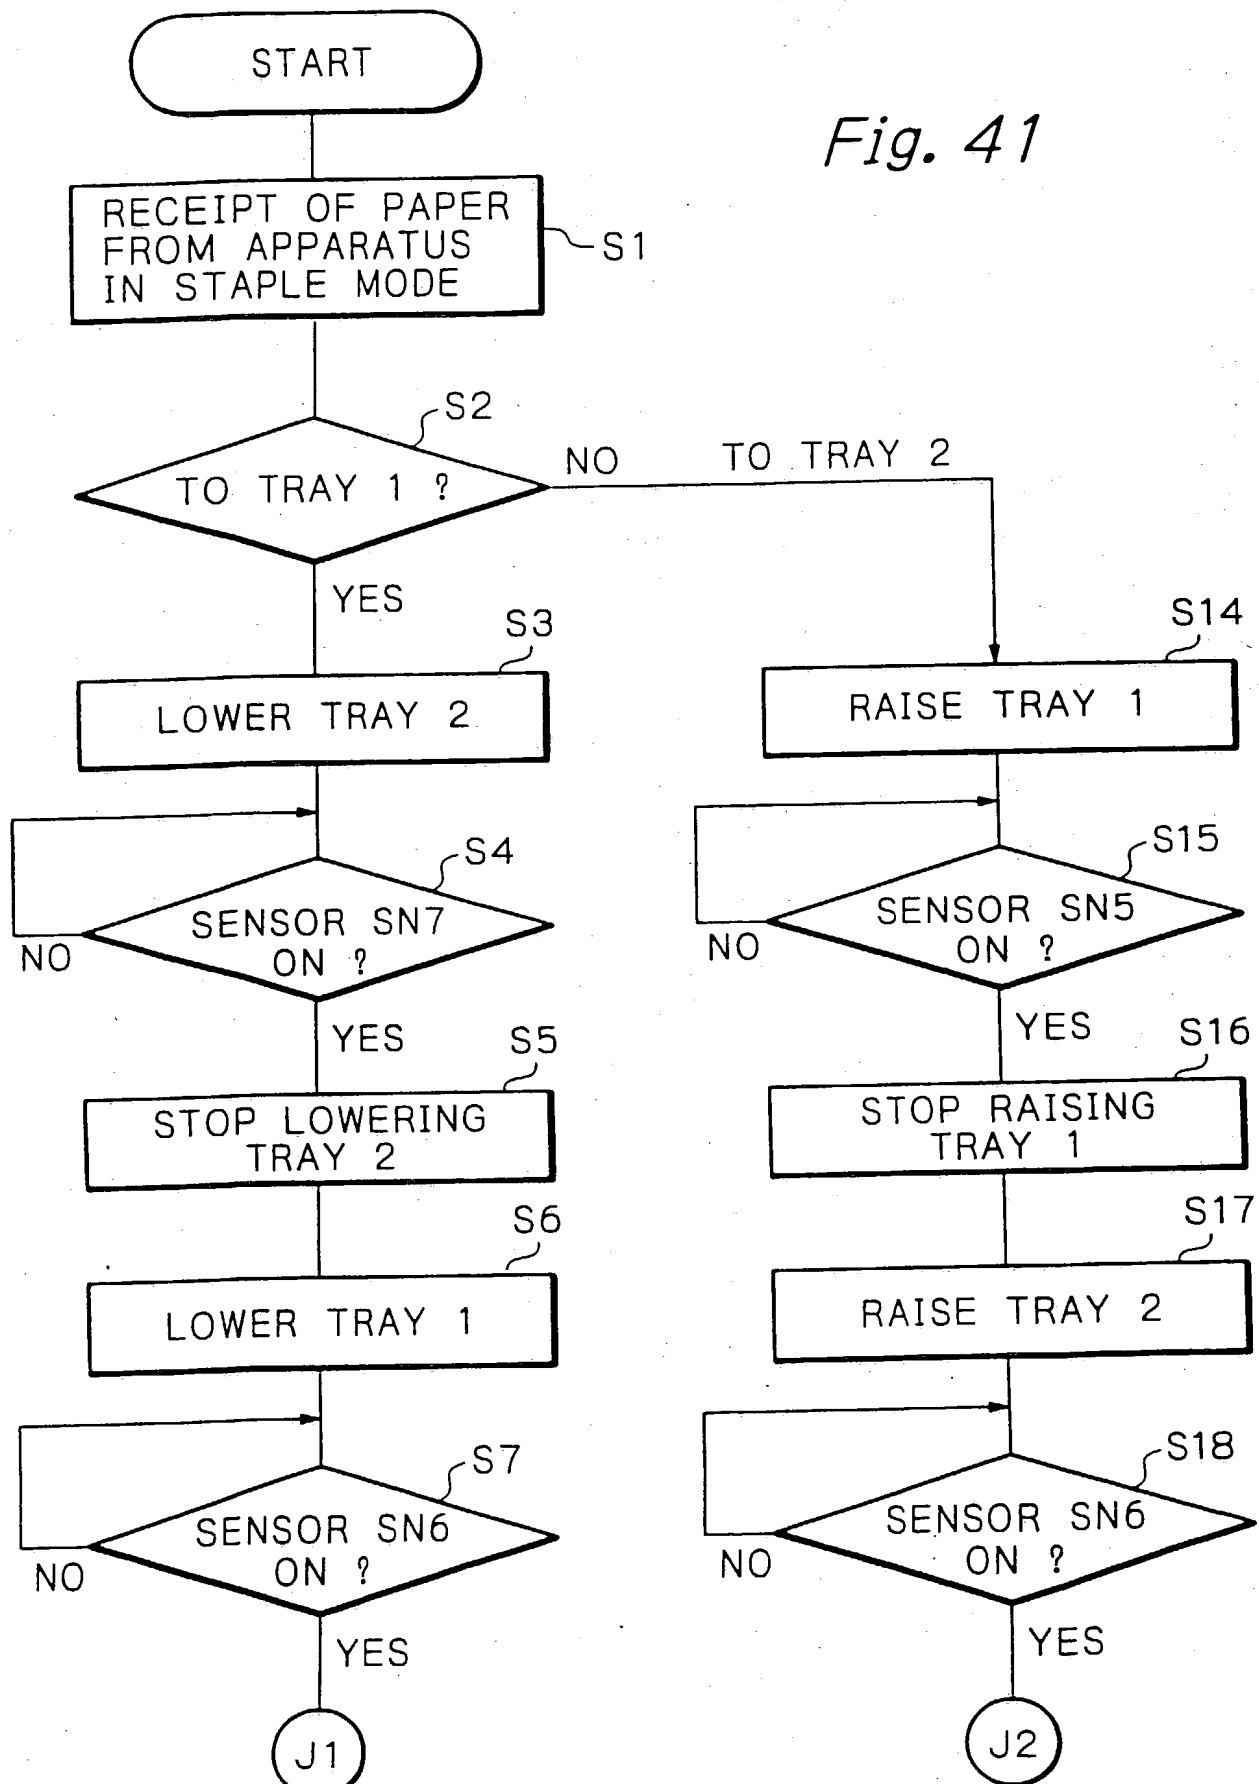 START
Fig. 41
RECEIPT OF PAPER
FROM APPARATUS
IN STAPLE MODE
S1
S2
TO TRAY 1 ?
NO
TO TRAY 2
YES
S3
LOWER TRAY 2
S4
SENSOR SN7
ON ?
NO
YES
S5
STOP LOWERING
TRAY 2
S6
LOWER TRAY 1
S7
SENSOR SN6
ON ?
NO
YES
J1
S14
RAISE TRAY 1
S15
SENSOR SN5
ON ?
NO
YES
S16
STOP RAISING
TRAY 1
S17
RAISE TRAY 2
S18
SENSOR SN6
ON ?
NO
YES
J2